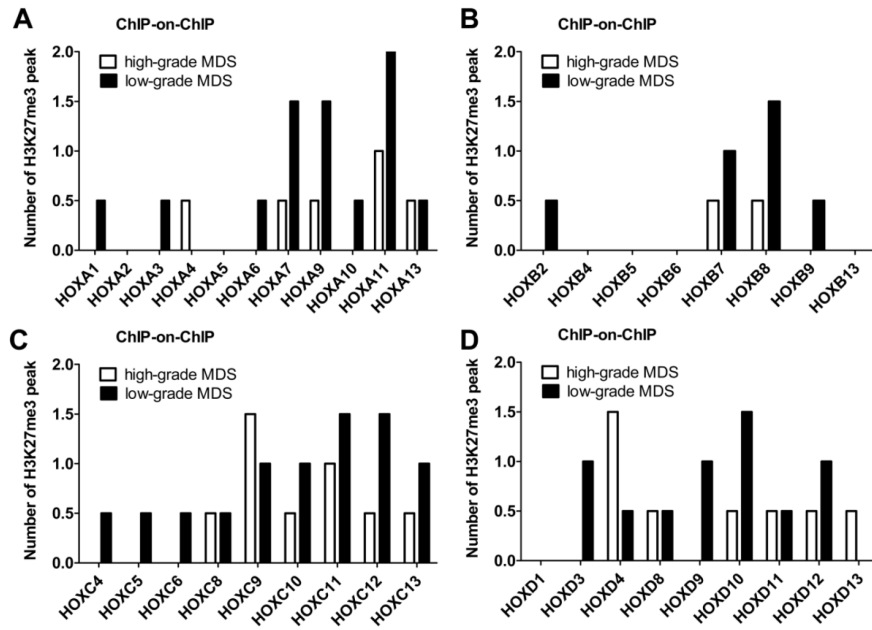 A
ChIP-on-ChIP
high-grade MDS
low-grade MDS
Number of H3K27me3 peak
2.0
1.5
1.0
0.5
0.0
HOXA1
HOXA2
HOXA3
HOXA4
HOXA5
HOXA6
HOXA7
HOXA9
HOXA10
HOXA11
HOXA13
B
ChIP-on-ChIP
high-grade MDS
low-grade MDS
Number of H3K27me3 peak
2.0
1.5
1.0
0.5
0.0
HOXB2
HOXB4
HOXB5
HOXB6
HOXB7
HOXB8
HOXB9
HOXB13
C
ChIP-on-ChIP
high-grade MDS
low-grade MDS
Number of H3K27me3 peak
2.0
1.5
1.0
0.5
0.0
HOXC4
HOXC5
HOXC6
HOXC8
HOXC9
HOXC10
HOXC11
HOXC12
HOXC13
D
ChIP-on-ChIP
high-grade MDS
low-grade MDS
Number of H3K27me3 peak
2.0
1.5
1.0
0.5
0.0
HOXD1
HOXD3
HOXD4
HOXD8
HOXD9
HOXD10
HOXD11
HOXD12
HOXD13